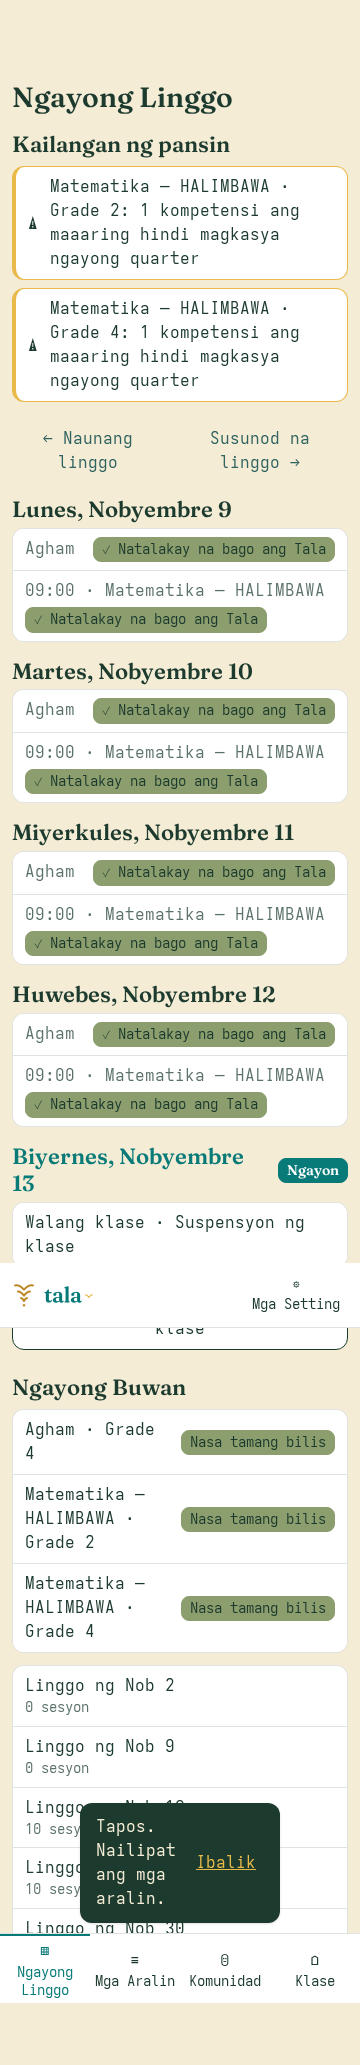 Ngayong Linggo
Kailangan ng pansin
Matematika — HALIMBAWA ·
Grade 2: 1 kompetensi ang
maaaring hindi magkasya
ngayong quarter
Matematika — HALIMBAWA ·
Grade 4: 1 kompetensi ang
maaaring hindi magkasya
ngayong quarter
← Naunang
linggo
Susunod na
linggo →
Lunes, Nobyembre 9
Agham ✓ Natalakay na bago ang Tala
09:00 · Matematika — HALIMBAWA
✓ Natalakay na bago ang Tala
Martes, Nobyembre 10
Agham ✓ Natalakay na bago ang Tala
09:00 · Matematika — HALIMBAWA
✓ Natalakay na bago ang Tala
Miyerkules, Nobyembre 11
Agham ✓ Natalakay na bago ang Tala
09:00 · Matematika — HALIMBAWA
✓ Natalakay na bago ang Tala
Huwebes, Nobyembre 12
Agham ✓ Natalakay na bago ang Tala
09:00 · Matematika — HALIMBAWA
✓ Natalakay na bago ang Tala
Biyernes, Nobyembre
13
Ngayon
Walang klase · Suspensyon ng
klase
tala
Mga Setting
klase
Ngayong Buwan
Agham · Grade
4
Nasa tamang bilis
Matematika —
HALIMBAWA ·
Grade 2
Nasa tamang bilis
Matematika —
HALIMBAWA ·
Grade 4
Nasa tamang bilis
Linggo ng Nob 2
0 sesyon
Linggo ng Nob 9
0 sesyon
10
10
Linggo ng Nob 30
Tapos.
Nailipat
ang mga
aralin.
Ibalik
Ngayong
Linggo
Mga Aralin
Komunidad
Klase